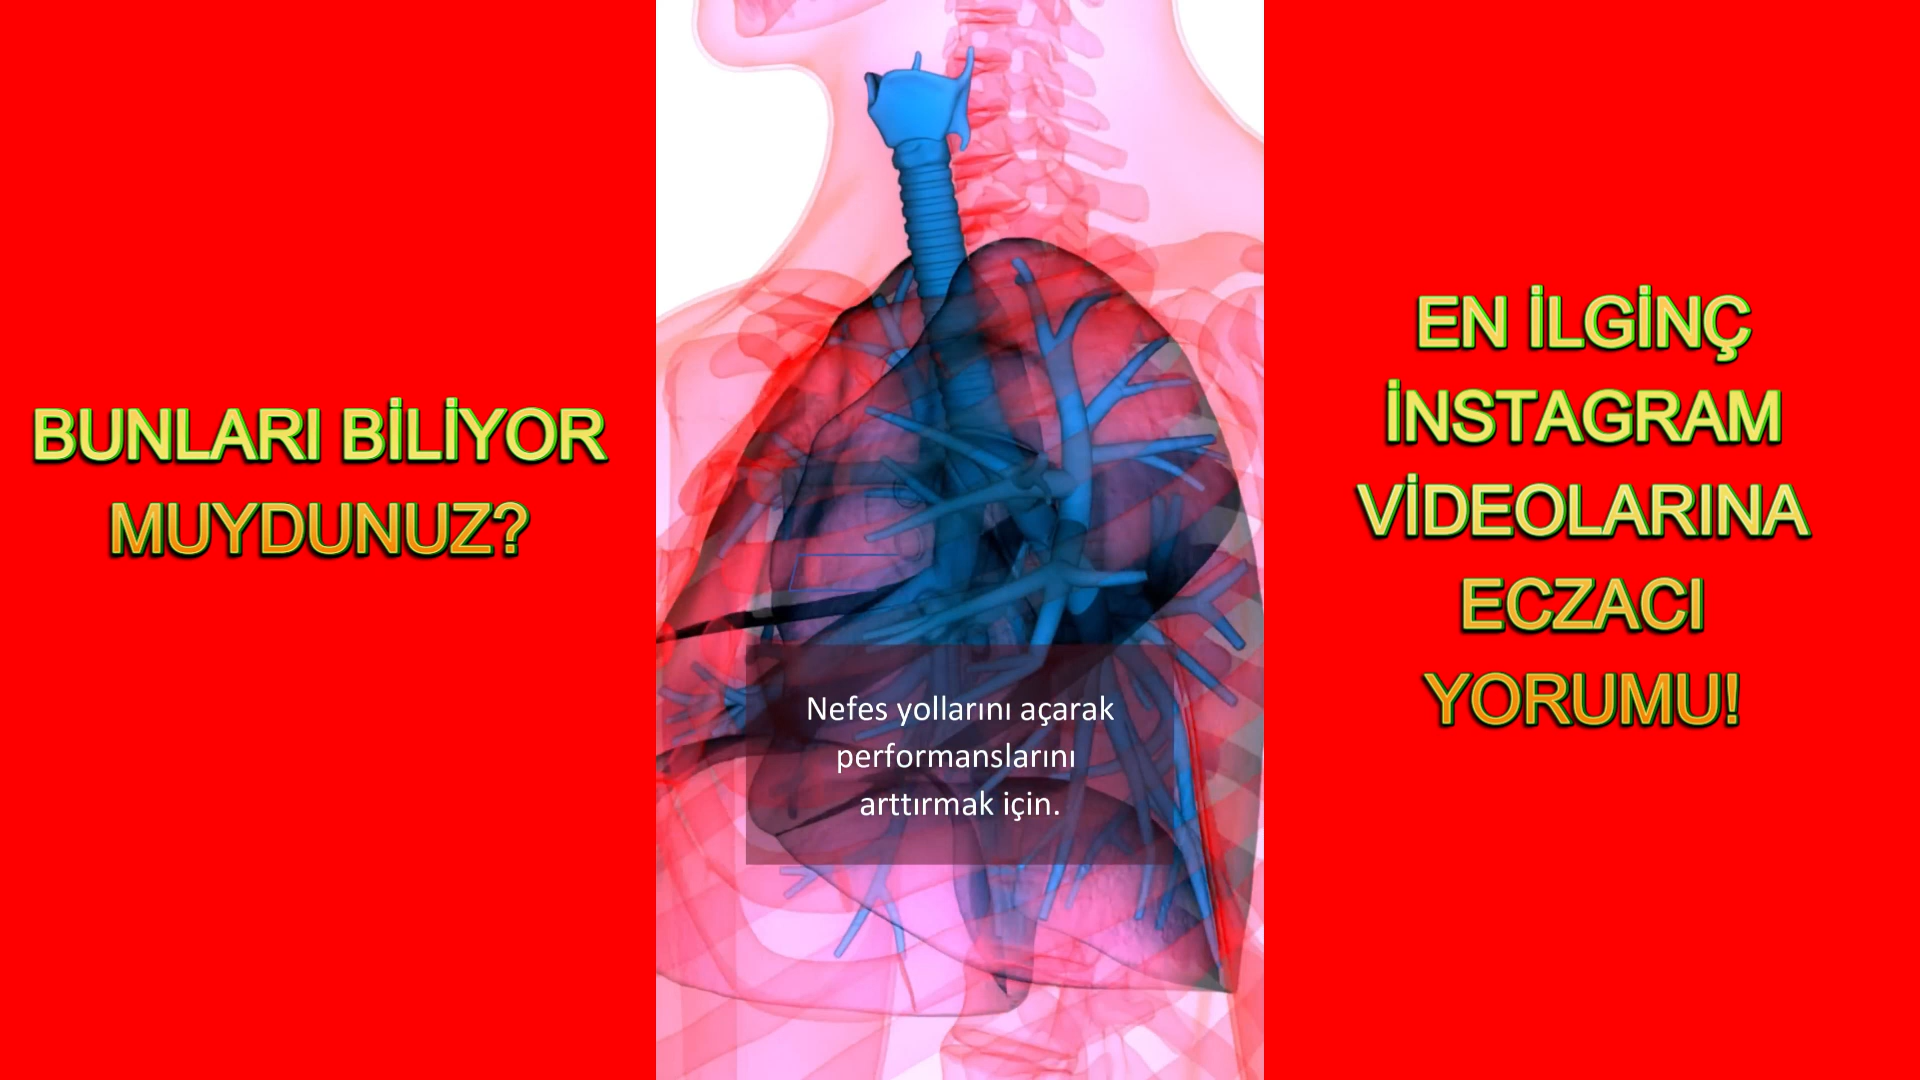 BUNLARI BİLİYOR
MUYDUNUZ?
Nefes yollarını açarak
performanslarını
arttırmak için.
EN İLGİNÇ
İNSTAGRAM
VİDEOLARINA
ECZACI
YORUMU!